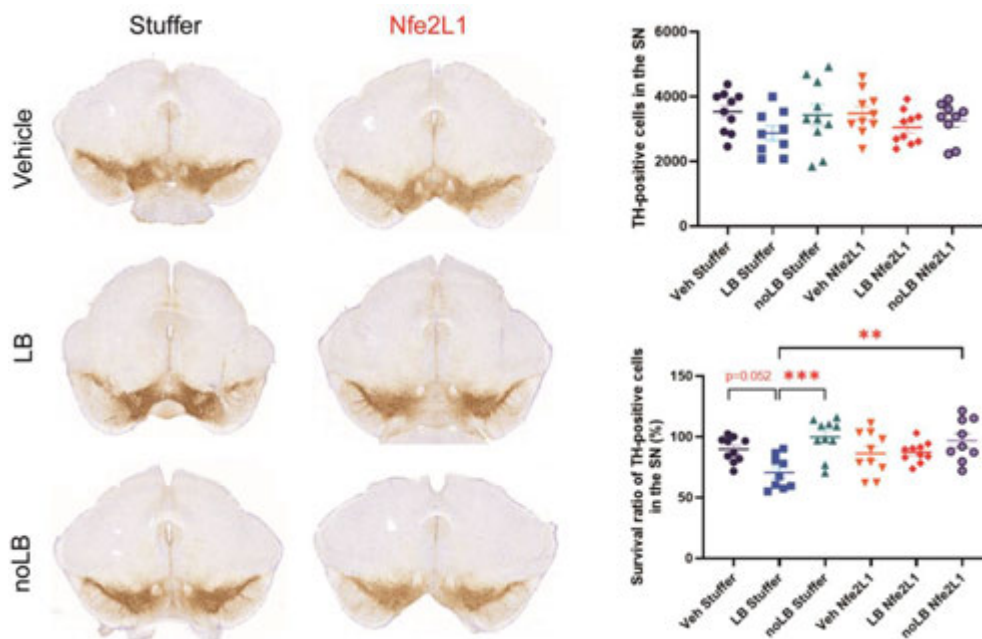 Stuffer
Nfe2L1
Vehicle
LB
noLB
TH-positive cells in the SN
6000
4000
2000
0
Veh Stuffer
LB Stuffer
noLB Stuffer
Veh Nfe2L1
LB Nfe2L1
noLB Nfe2L1
Survival ratio of TH-positive cells
in the SN (%)
**
p=0.052
***
150
100
50
0
Veh Stuffer
LB Stuffer
noLB Stuffer
Veh Nfe2L1
LB Nfe2L1
noLB Nfe2L1